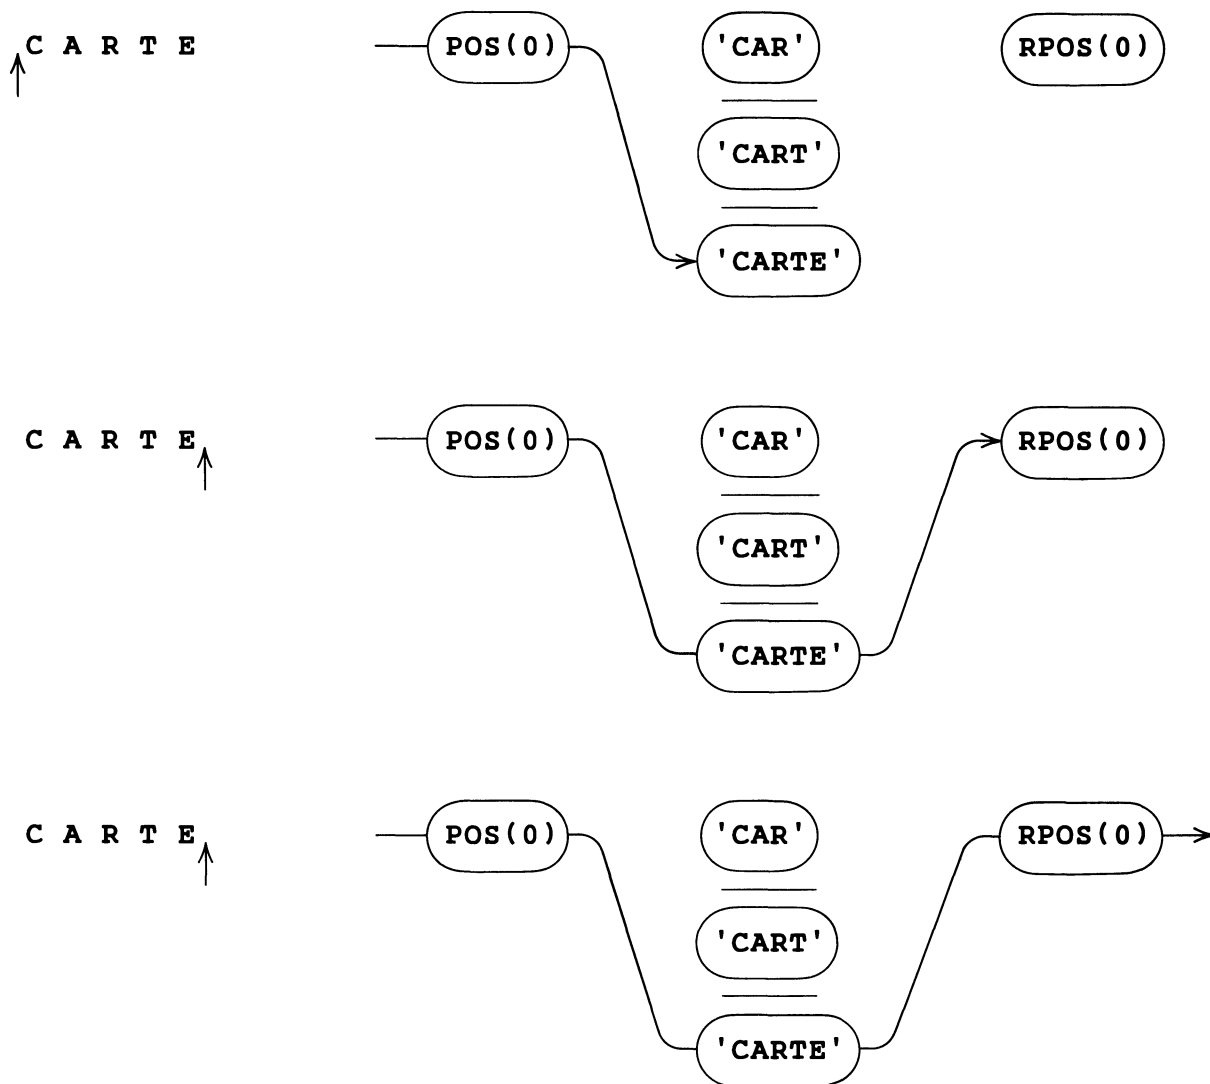 C A R T E POS(0) 'CAR' RPOS(0)
'CART'
'CARTE'
C A R T E POS(0) 'CAR' RPOS(0)
'CART'
'CARTE'
C A R T E POS(0) 'CAR' RPOS(0)
'CART'
'CARTE'